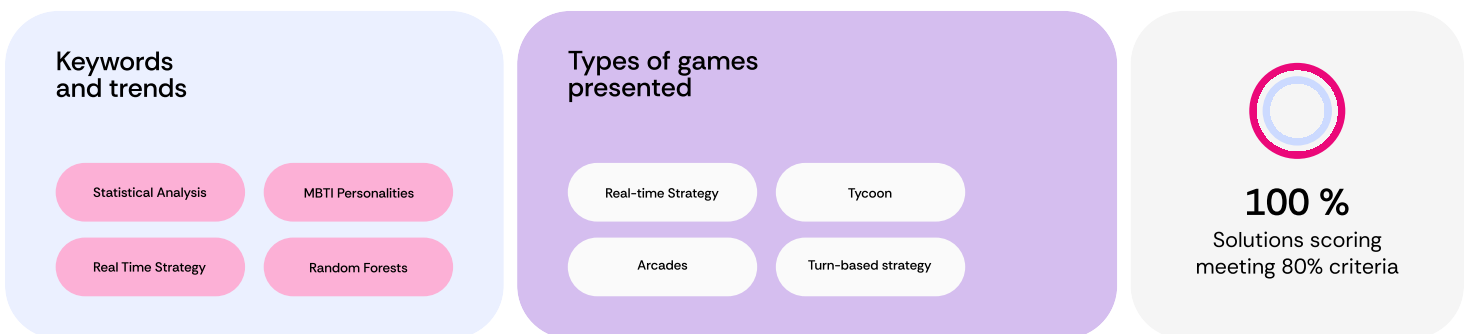 Keywords
and trends
Statistical Analysis
MBTI Personalities
Real Time Strategy
Random Forests
Types of games
presented
Real-time Strategy
Tycoon
Arcades
Turn-based strategy
100 %
Solutions scoring
meeting 80% criteria